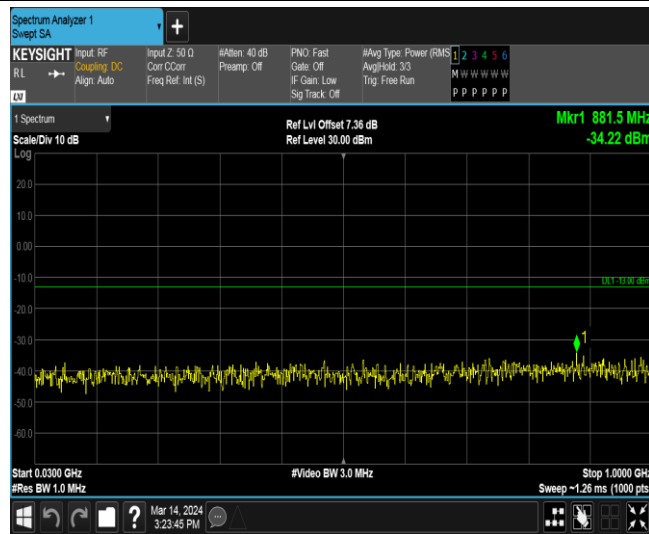 Spectrum Analyzer 1
Swept SA
+
KEYSIGHT
RL
Input: RF
Coupling: DC
Align: Auto
Input Z: 50 Ω
Corr CCorr
Freq Ref: Int (S)
#Atten: 40 dB
Preamp: Off
PNO: Fast
Gate: Off
IF Gain: Low
Sig Track: Off
#Avg Type: Power (RMS
Avg|Hold: 3/3
Trig: Free Run
1 2 3 4 5 6
M W W W W W
P P P P P P
LXI
1 Spectrum
Scale/Div 10 dB
Log
Ref Lvl Offset 7.36 dB
Ref Level 30.00 dBm
Mkr1 881.5 MHz
-34.22 dBm
20.0
10.0
0.00
-10.0
DL1 -13.00 dBm
-20.0
-30.0
1
-40.0
-50.0
-60.0
Start 0.0300 GHz
#Video BW 3.0 MHz
Stop 1.0000 GHz
#Res BW 1.0 MHz
Sweep ~1.26 ms (1000 pts)
?
Mar 14, 2024
3:23:45 PM